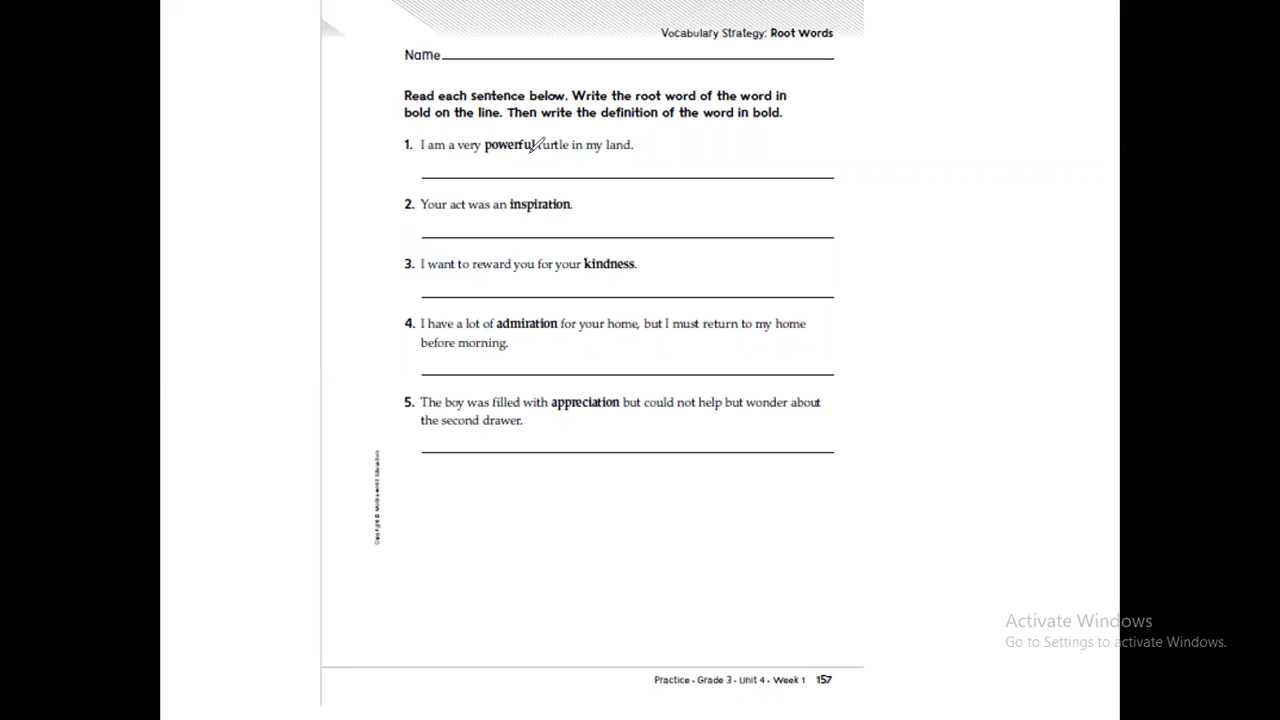 Vocabulary Strategy: Root Words
Name
Read each sentence below. Write the root word of the word in
bold on the line. Then write the definition of the word in bold.
1. I am a very powerful turtle in my land.
2. Your act was an inspiration.
3. I want to reward you for your kindness.
4. I have a lot of admiration for your home, but I must return to my home
before morning.
5. The boy was filled with appreciation but could not help but wonder about
the second drawer.
Copyright © McGraw-Hill Education
Practice • Grade 3 • Unit 4 • Week 1 157
Activate Windows
Go to Settings to activate Windows.